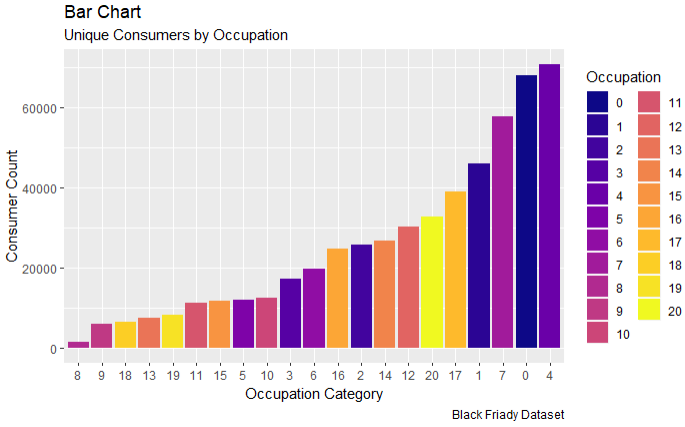 Bar Chart
Unique Consumers by Occupation
Consumer Count
60000
40000
20000
0
8 9 18 13 19 11 15 5 10 3 6 16 2 14 12 20 17 1 7 0 4
Occupation Category
Black Friady Dataset
Occupation
0 11
1 12
2 13
3 14
4 15
5 16
6 17
7 18
8 19
9 20
10